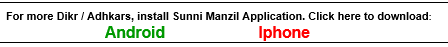 For more Dikr / Adhkars, install Sunni Manzil Application. Click here to download:
Android Iphone